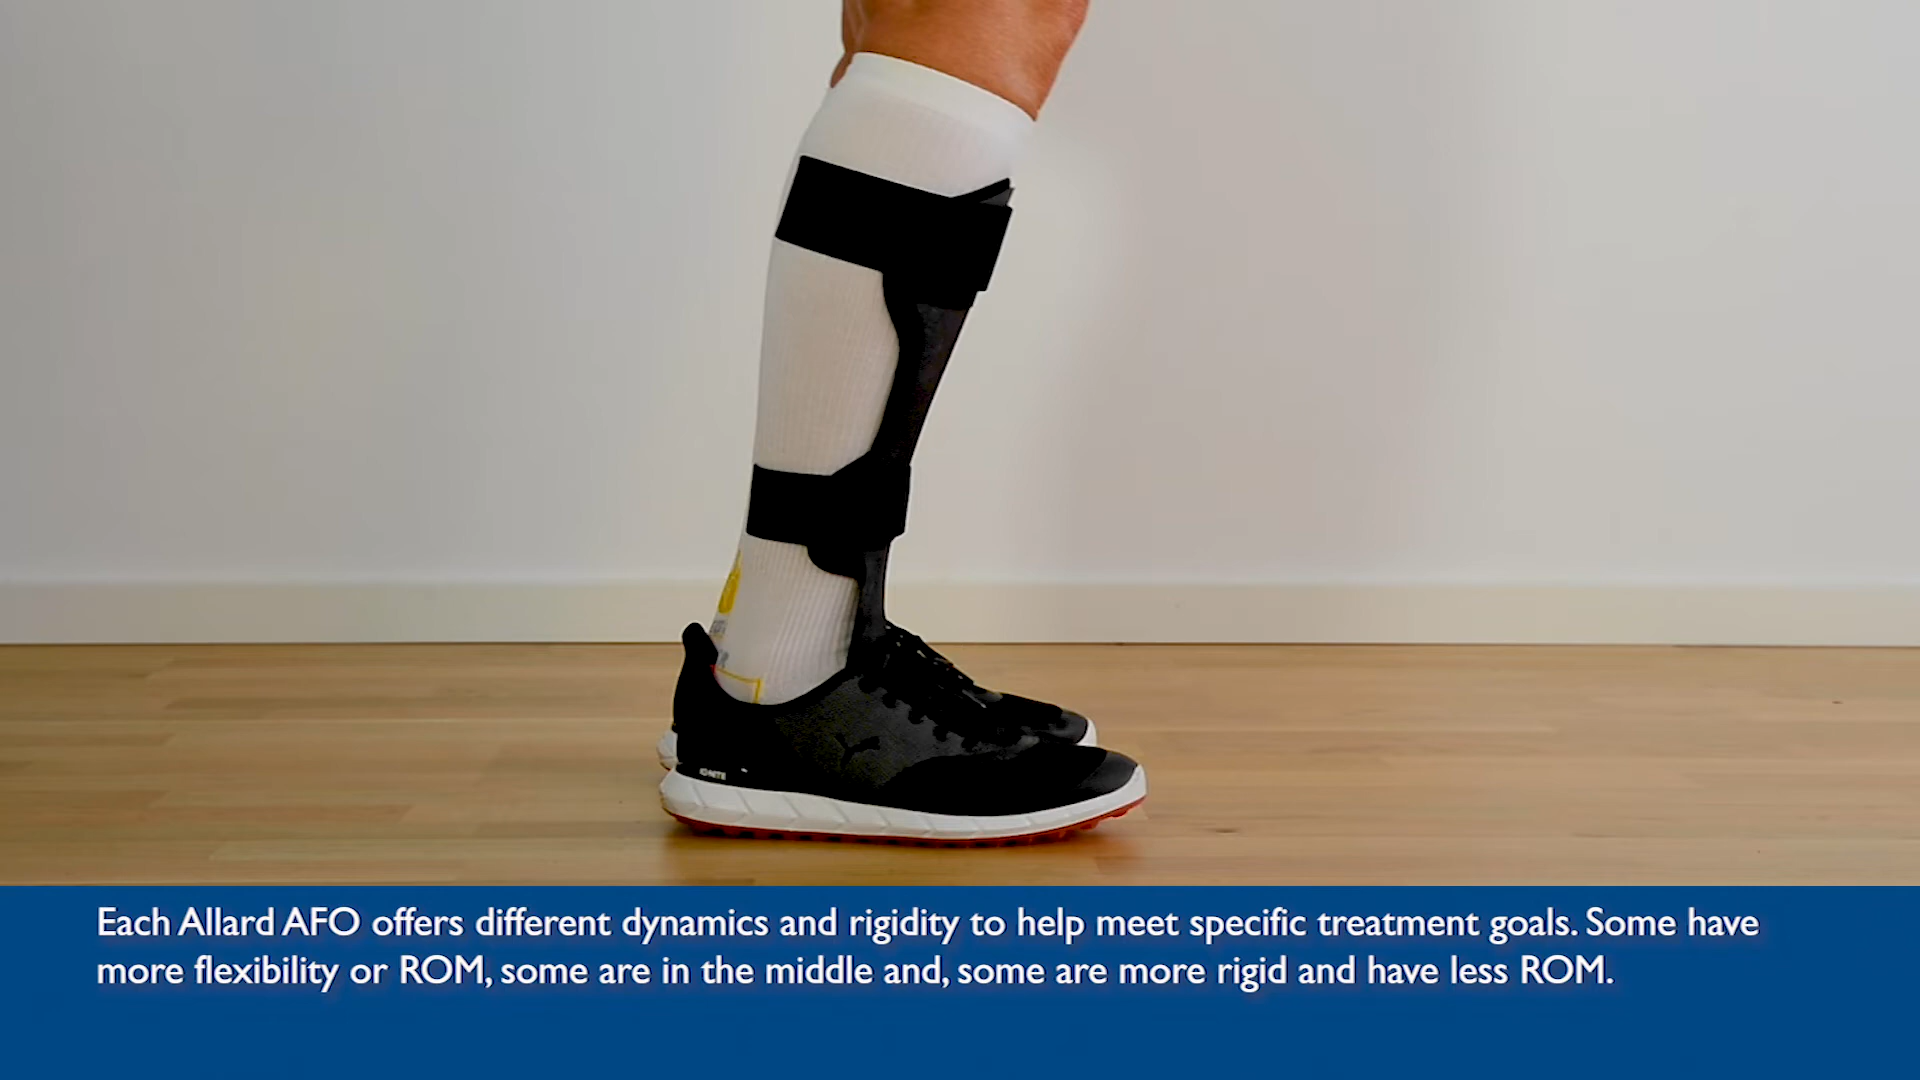 IGNITE
Each Allard AFO offers different dynamics and rigidity to help meet specific treatment goals. Some have
more flexibility or ROM, some are in the middle and, some are more rigid and have less ROM.